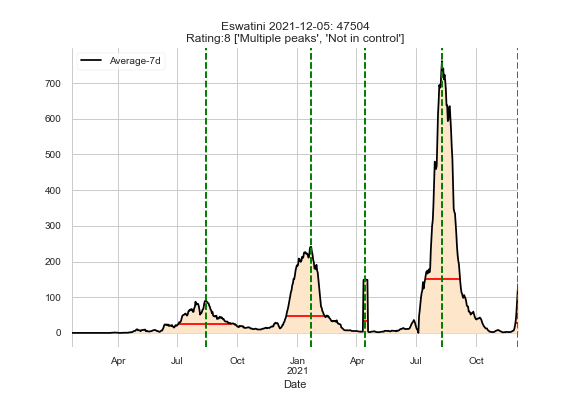 Eswatini 2021-12-05: 47504
Rating:8 ['Multiple peaks', 'Not in control']
Average-7d
700
600
500
400
300
200
100
0
Apr Jul Oct Jan Apr Jul Oct
2021
Date